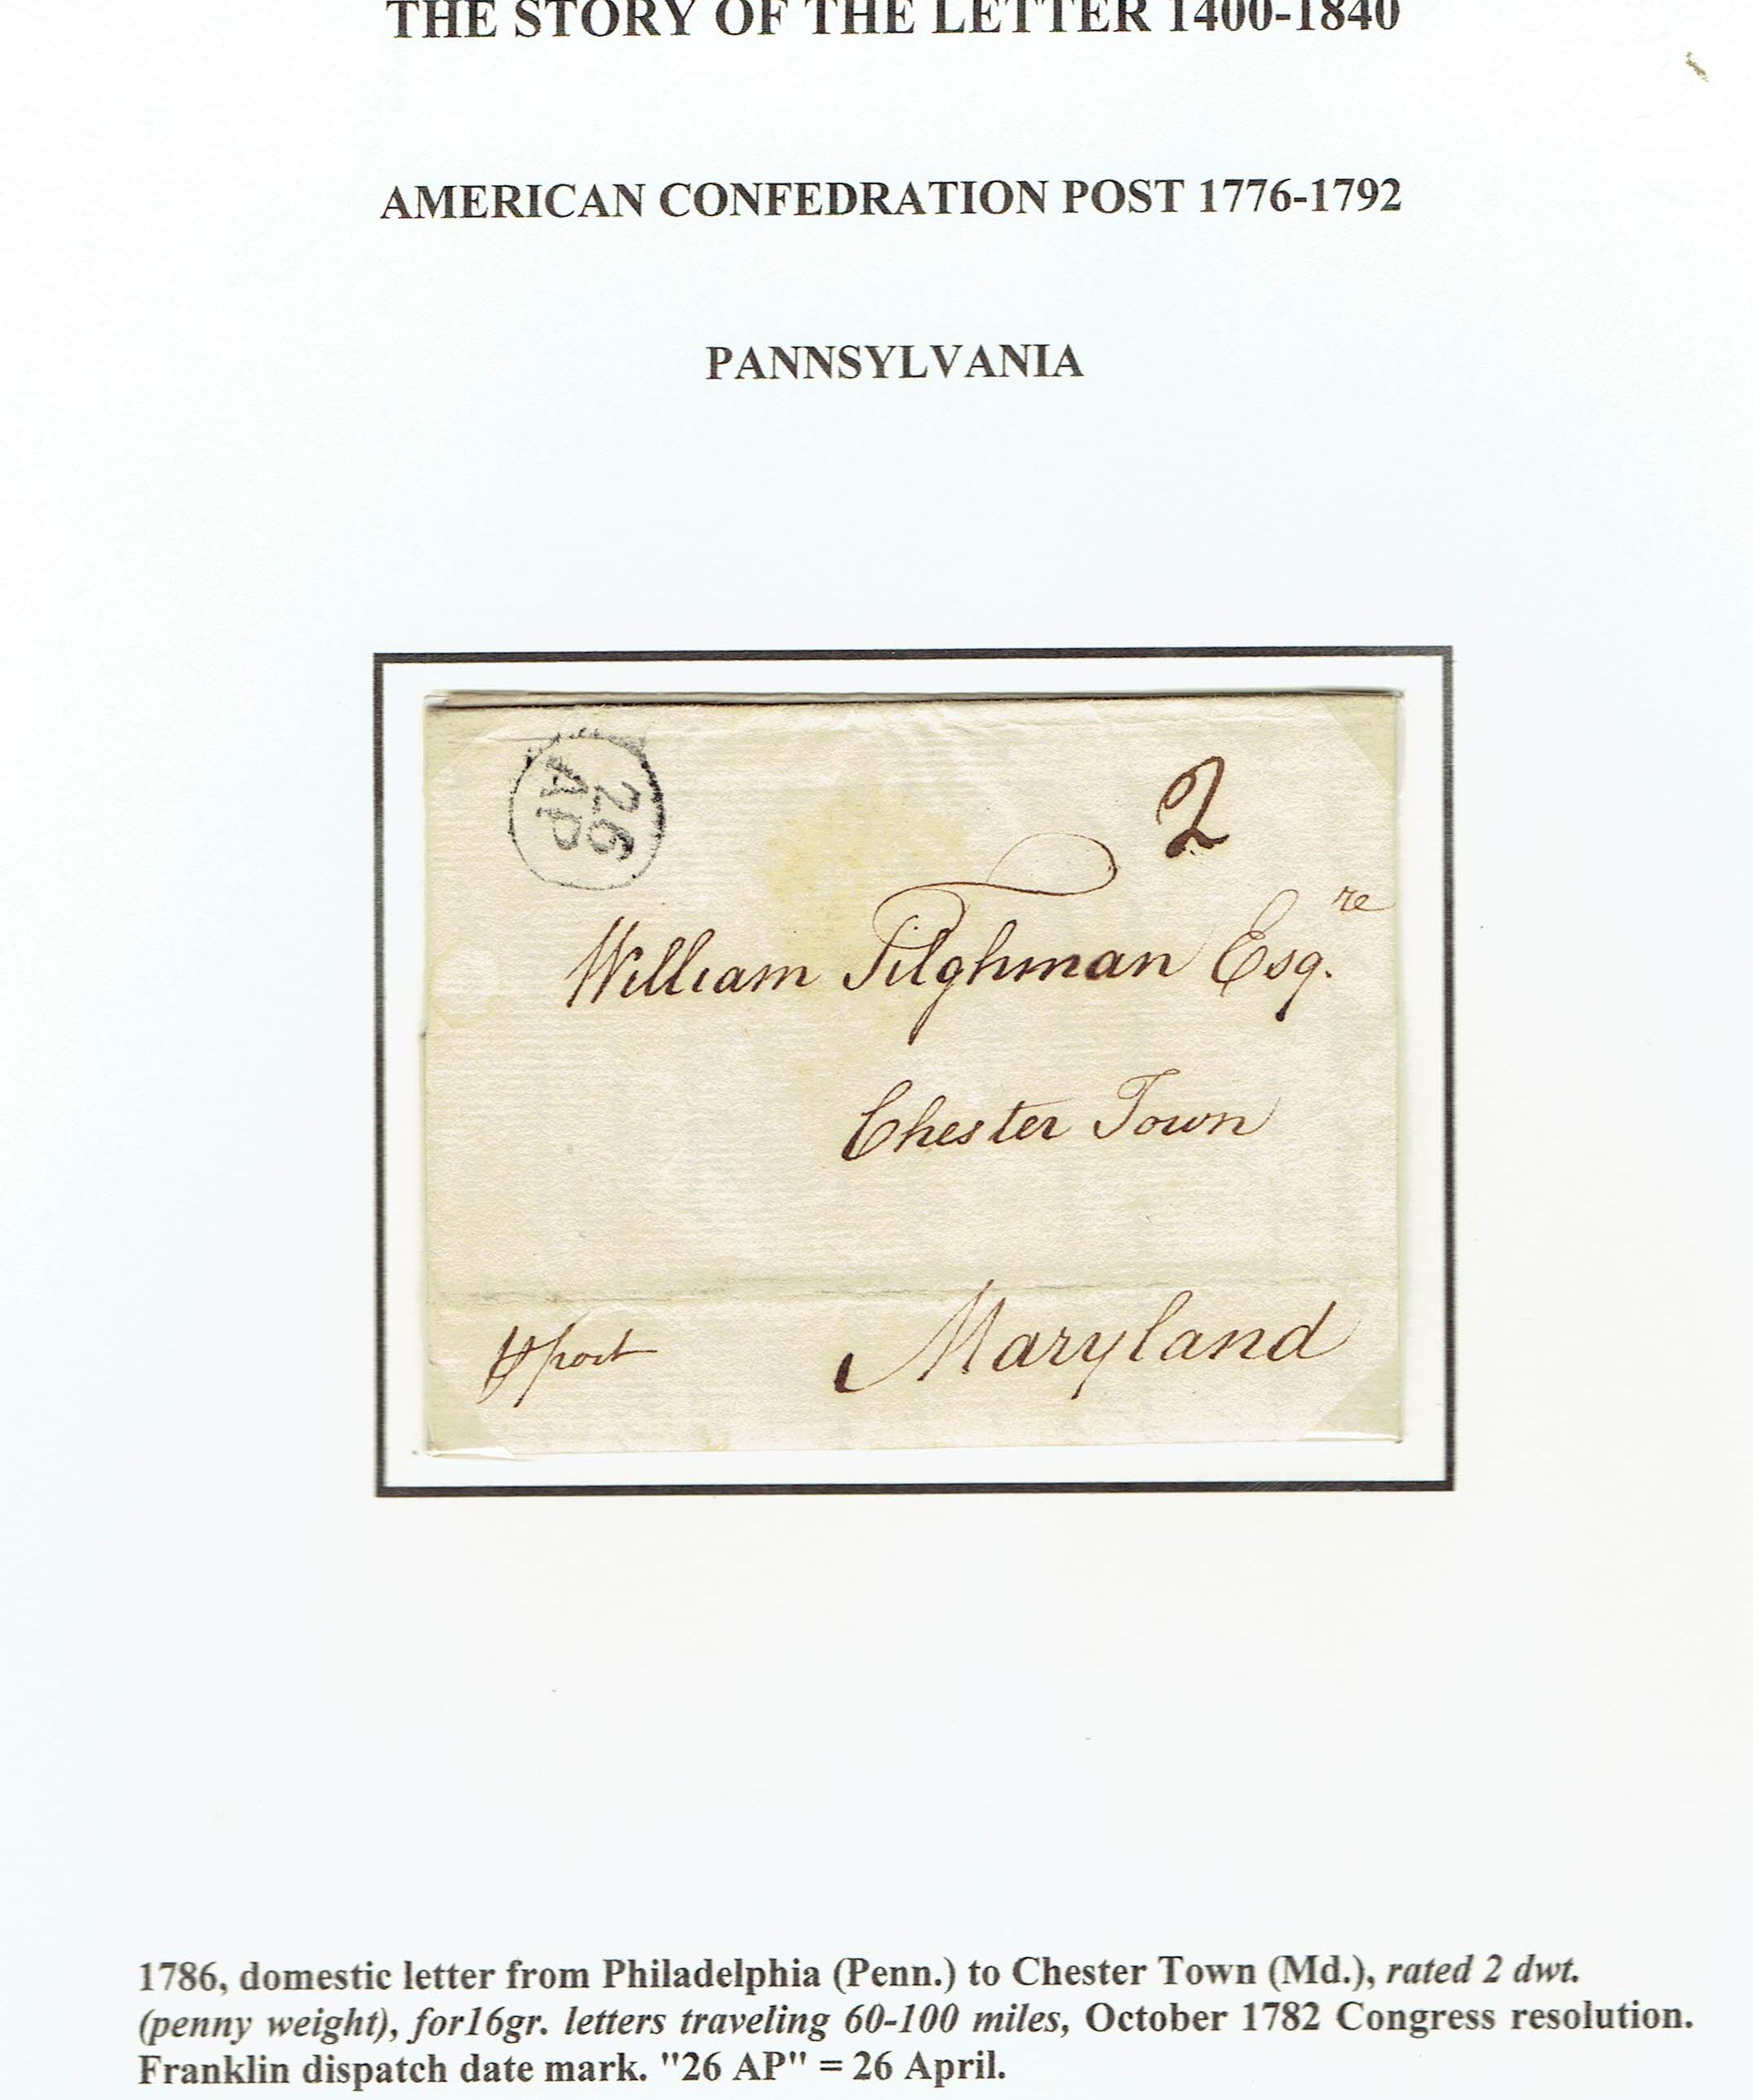 THE STORY OF THE LETTER 1400-1840
AMERICAN CONFEDRATION POST 1776-1792
PANNSYLVANIA
26
AP
2
William Tilghman Esq.re
Chester Town
Maryland
⅌ post
1786, domestic letter from Philadelphia (Penn.) to Chester Town (Md.), rated 2 dwt.
(penny weight), for16gr. letters traveling 60-100 miles, October 1782 Congress resolution.
Franklin dispatch date mark. "26 AP" = 26 April.